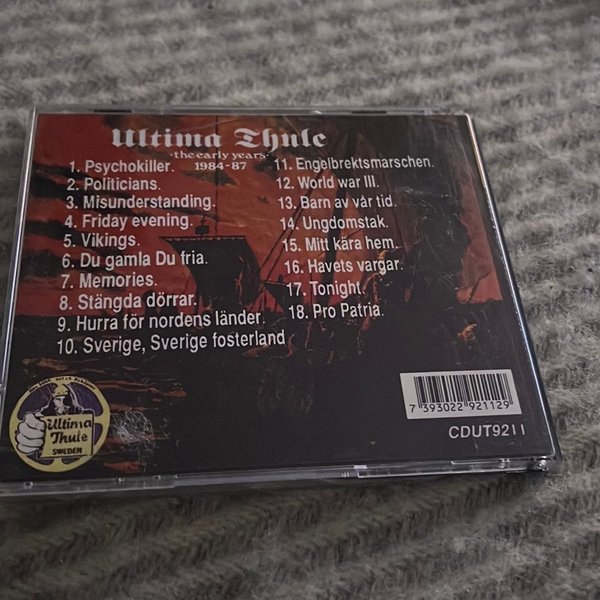 Ultima Thule
·the early years·
1984-87
1. Psychokiller.
2. Politicians.
3. Misunderstanding.
4. Friday evening.
5. Vikings.
6. Du gamla Du fria.
7. Memories.
8. Stängda dörrar.
9. Hurra för nordens länder.
10. Sverige, Sverige fosterland
11. Engelbrektsmarschen.
12. World war III.
13. Barn av vår tid.
14. Ungdomstak.
15. Mitt kära hem.
16. Havets vargar.
17. Tonight.
18. Pro Patria.
7 393022 921129
CDUT9211
Ultima
Thule
SWEDEN